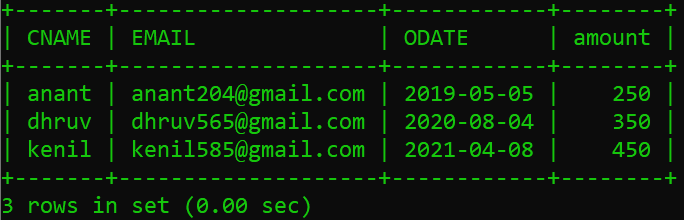 +-------+--------------------+------------+--------+
| CNAME | EMAIL              | ODATE      | amount |
+-------+--------------------+------------+--------+
| anant | anant204@gmail.com | 2019-05-05 |    250 |
| dhruv | dhruv565@gmail.com | 2020-08-04 |    350 |
| kenil | kenil585@gmail.com | 2021-04-08 |    450 |
+-------+--------------------+------------+--------+
3 rows in set (0.00 sec)